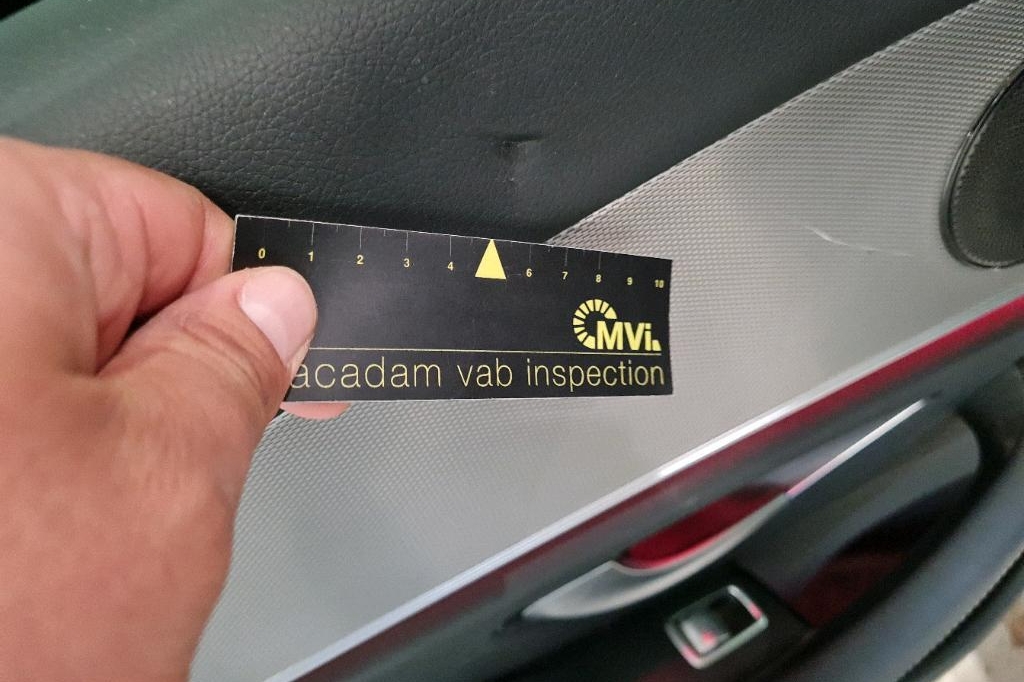 0 1 2 3 4 6 7 8 9 10
MVi.
acadam vab inspection